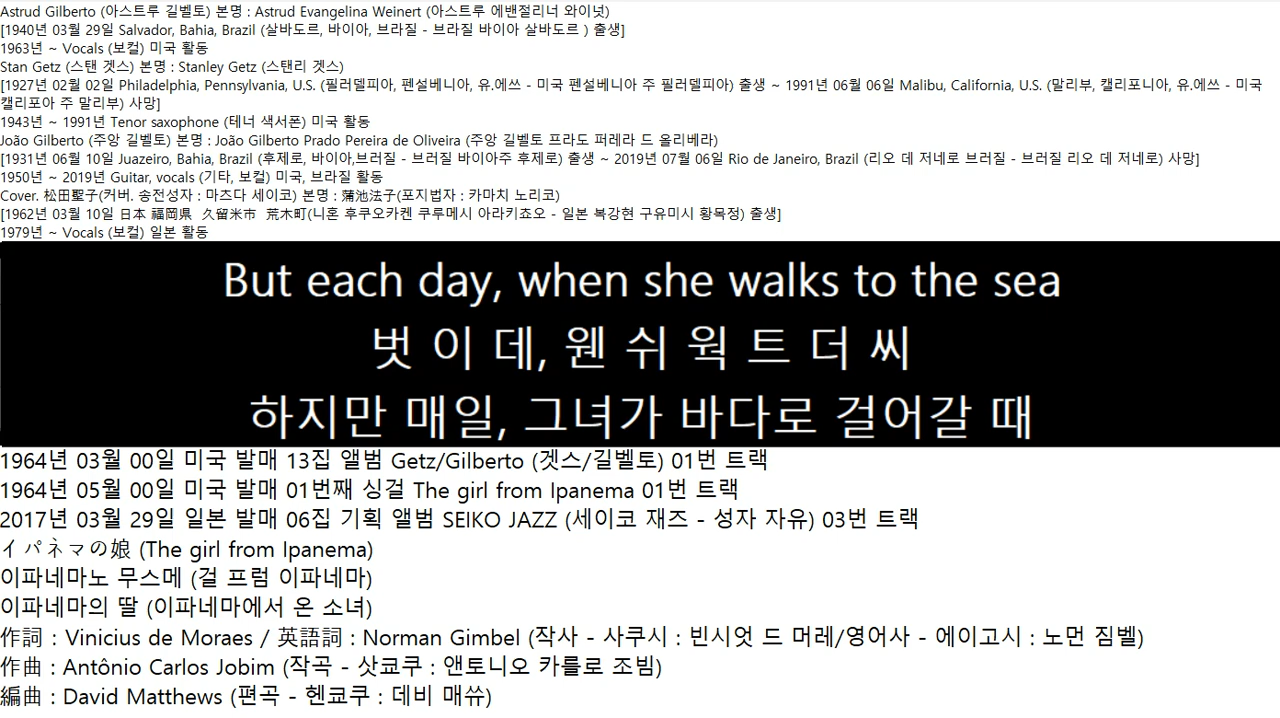 Astrud Gilberto (아스트루 길벨토) 본명 : Astrud Evangelina Weinert (아스트루 에밴절리너 와이넛)
[1940년 03월 29일 Salvador, Bahia, Brazil (살바도르, 바이아, 브라질 - 브라질 바이아 살바도르 ) 출생]
1963년 ~ Vocals (보컬) 미국 활동
Stan Getz (스탠 겟스) 본명 : Stanley Getz (스탠리 겟스)
[1927년 02월 02일 Philadelphia, Pennsylvania, U.S. (필러델피아, 펜설베니아, 유.에쓰 - 미국 펜설베니아 주 필러델피아) 출생 ~ 1991년 06월 06일 Malibu, California, U.S. (말리부, 캘리포니아, 유.에쓰 - 미국
캘리포아 주 말리부) 사망]
1943년 ~ 1991년 Tenor saxophone (테너 색서폰) 미국 활동
João Gilberto (주앙 길벨토) 본명 : João Gilberto Prado Pereira de Oliveira (주앙 길벨토 프라도 퍼레라 드 올리베라)
[1931년 06월 10일 Juazeiro, Bahia, Brazil (후제로, 바이아,브러질 - 브러질 바이아주 후제로) 출생 ~ 2019년 07월 06일 Rio de Janeiro, Brazil (리오 데 저네로 브러질 - 브러질 리오 데 저네로) 사망]
1950년 ~ 2019년 Guitar, vocals (기타, 보컬) 미국, 브라질 활동
Cover. 松田聖子(커버. 송전성자 : 마즈다 세이코) 본명 : 蒲池法子(포지법자 : 카마치 노리코)
[1962년 03월 10일 日本 福岡県 久留米市 荒木町(니혼 후쿠오카켄 쿠루메시 아라키쵸오 - 일본 복강현 구유미시 황목정) 출생]
1979년 ~ Vocals (보컬) 일본 활동
But each day, when she walks to the sea
벗 이 데, 웬 쉬 웍 트 더 씨
하지만 매일, 그녀가 바다로 걸어갈 때
1964년 03월 00일 미국 발매 13집 앨범 Getz/Gilberto (겟스/길벨토) 01번 트랙
1964년 05월 00일 미국 발매 01번째 싱걸 The girl from Ipanema 01번 트랙
2017년 03월 29일 일본 발매 06집 기획 앨범 SEIKO JAZZ (세이코 재즈 - 성자 자유) 03번 트랙
イパネマの娘 (The girl from Ipanema)
이파네마노 무스메 (걸 프럼 이파네마)
이파네마의 딸 (이파네마에서 온 소녀)
作詞 : Vinicius de Moraes / 英語詞 : Norman Gimbel (작사 - 사쿠시 : 빈시엇 드 머레/영어사 - 에이고시 : 노먼 짐벨)
作曲 : Antônio Carlos Jobim (작곡 - 삿쿄쿠 : 앤토니오 카를로 조빔)
編曲 : David Matthews (편곡 - 헨쿄쿠 : 데비 매쓔)